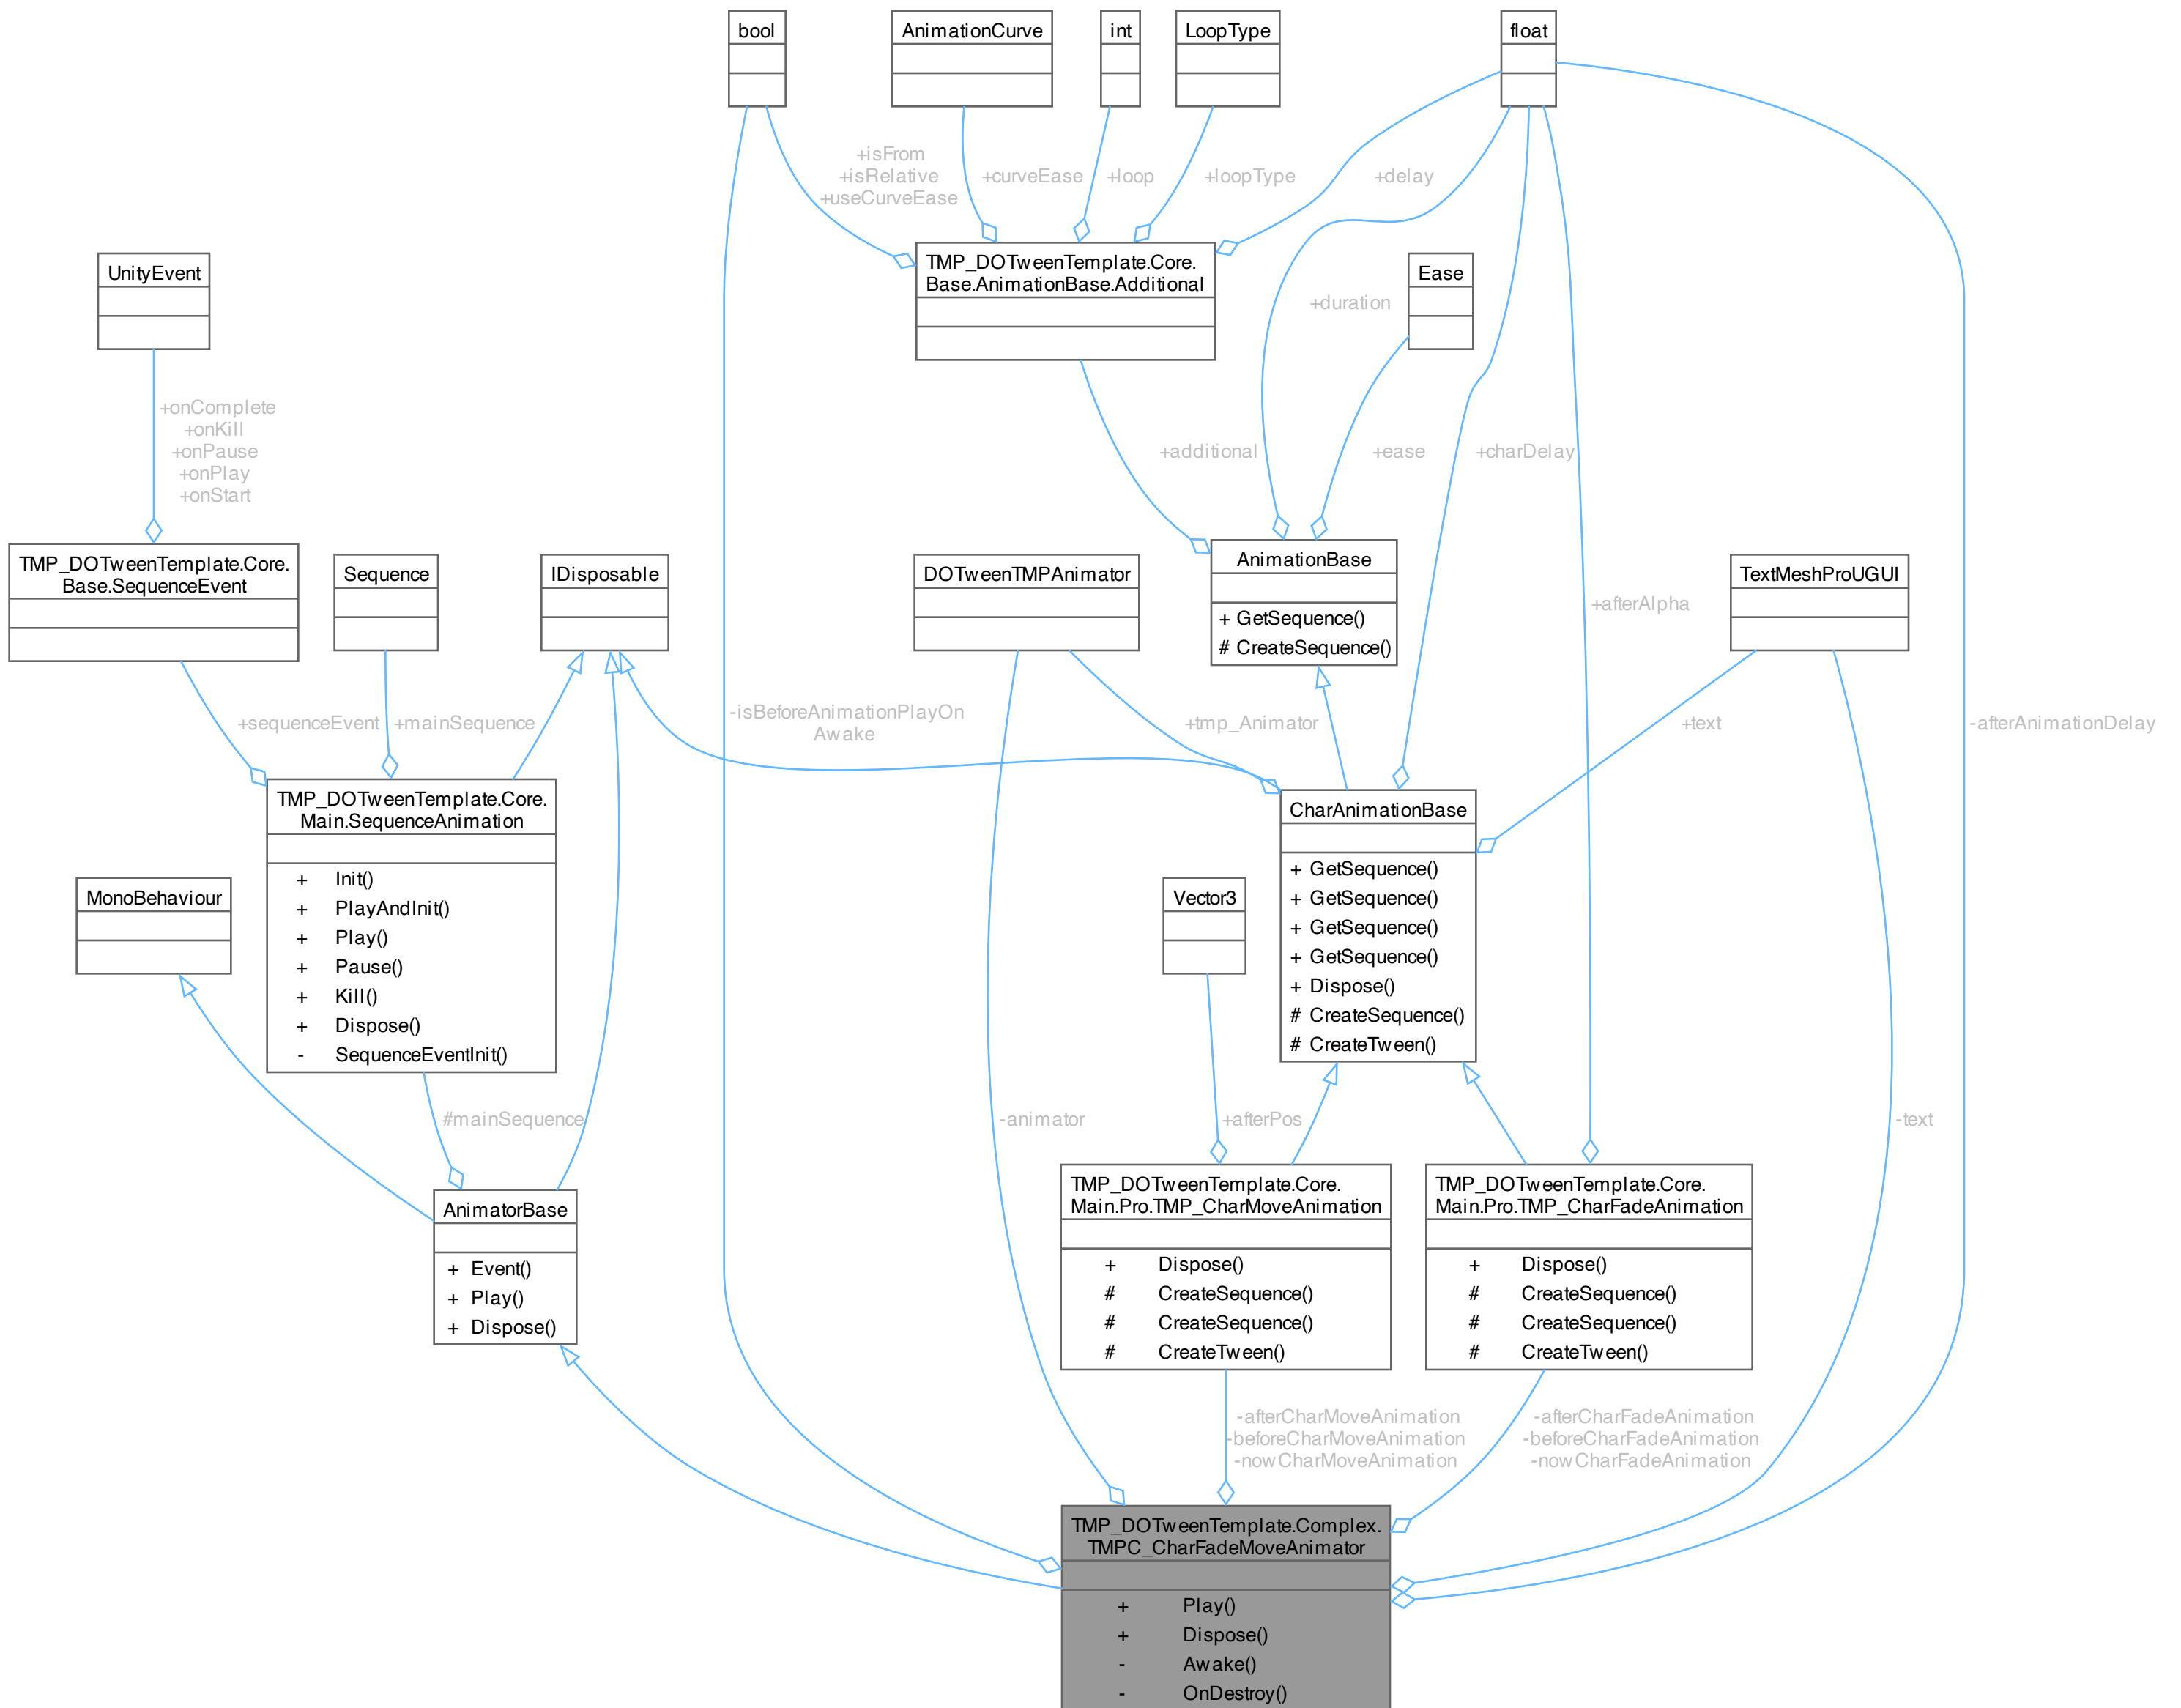 bool
AnimationCurve
int
LoopType
float
+isFrom
+isRelative
+useCurveEase
+curveEase
+loop
+loopType
+delay
UnityEvent
TMP_DOTweenTemplate.Core.
Base.AnimationBase.Additional
Ease
+duration
+onComplete
+onKill
+onPause
+onPlay
+onStart
+additional
+ease
+charDelay
TMP_DOTweenTemplate.Core.
Base.SequenceEvent
Sequence
IDisposable
DOTweenTMPAnimator
AnimationBase
+ GetSequence()
# CreateSequence()
+afterAlpha
TextMeshProUGUI
+sequenceEvent
+mainSequence
-isBeforeAnimationPlayOn
Awake
+tmp_Animator
+text
-afterAnimationDelay
TMP_DOTweenTemplate.Core.
Main.SequenceAnimation
+ Init()
+ PlayAndInit()
+ Play()
+ Pause()
+ Kill()
+ Dispose()
- SequenceEventInit()
CharAnimationBase
+ GetSequence()
+ GetSequence()
+ GetSequence()
+ GetSequence()
+ Dispose()
# CreateSequence()
# CreateTween()
MonoBehaviour
Vector3
#mainSequence
-animator
+afterPos
-text
AnimatorBase
+ Event()
+ Play()
+ Dispose()
TMP_DOTweenTemplate.Core.
Main.Pro.TMP_CharMoveAnimation
+ Dispose()
# CreateSequence()
# CreateSequence()
# CreateTween()
TMP_DOTweenTemplate.Core.
Main.Pro.TMP_CharFadeAnimation
+ Dispose()
# CreateSequence()
# CreateSequence()
# CreateTween()
-afterCharMoveAnimation
-beforeCharMoveAnimation
-nowCharMoveAnimation
-afterCharFadeAnimation
-beforeCharFadeAnimation
-nowCharFadeAnimation
TMP_DOTweenTemplate.Complex.
TMPC_CharFadeMoveAnimator
+ Play()
+ Dispose()
- Awake()
- OnDestroy()